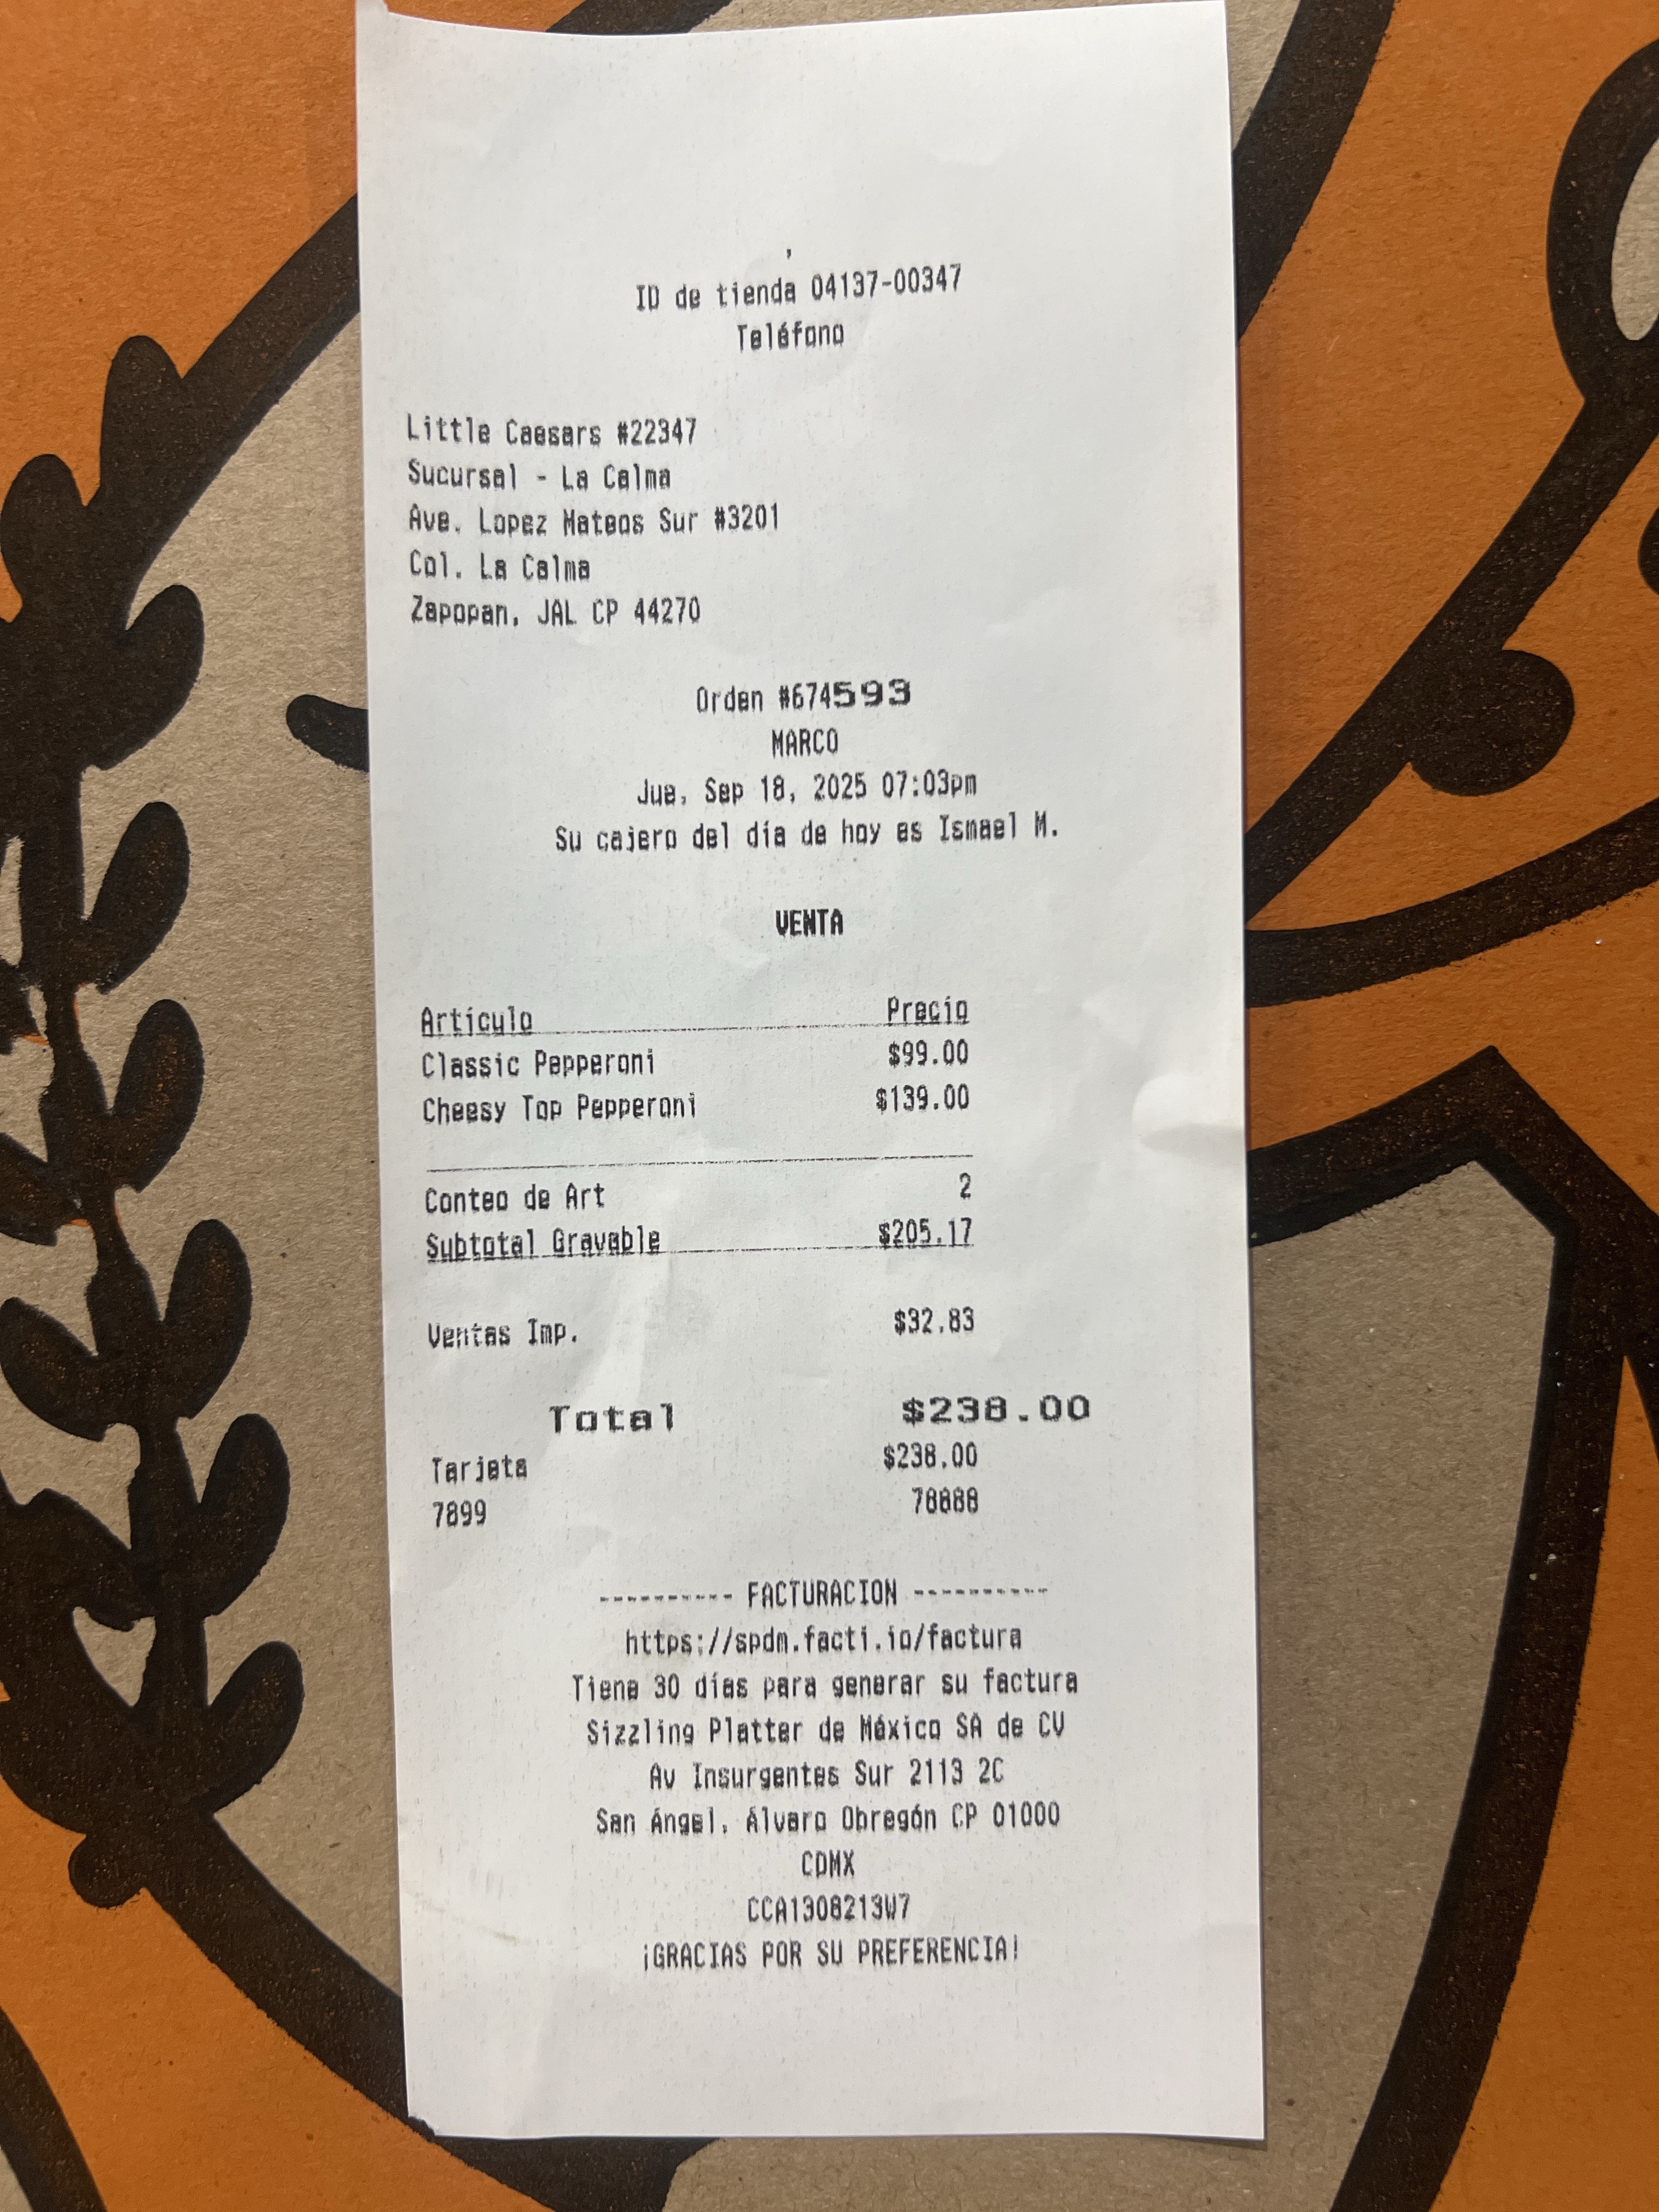 ID de tienda 04137-00347
Teléfono
Little Caesars #22347
Sucursal - La Calma
Ave. Lopez Mateos Sur #3201
Col. La Calma
Zapopan, JAL CP 44270
Orden #674593
MARCO
Jue, Sep 18, 2025 07:03pm
Su cajero del día de hoy es Ismael M.
VENTA
Artículo Precio
Classic Pepperoni $99.00
Cheesy Top Pepperoni $139.00
Conteo de Art 2
Subtotal Gravable $205.17
Ventas Imp. $32.83
Total $238.00
Tarjeta $238.00
7899 78888
---------- FACTURACION ----------
https://spdm.facti.io/factura
Tiene 30 días para generar su factura
Sizzling Platter de México SA de CV
Av Insurgentes Sur 2113 2C
San Ángel, Álvaro Obregón CP 01000
CDMX
CCA1308213W7
¡GRACIAS POR SU PREFERENCIA!